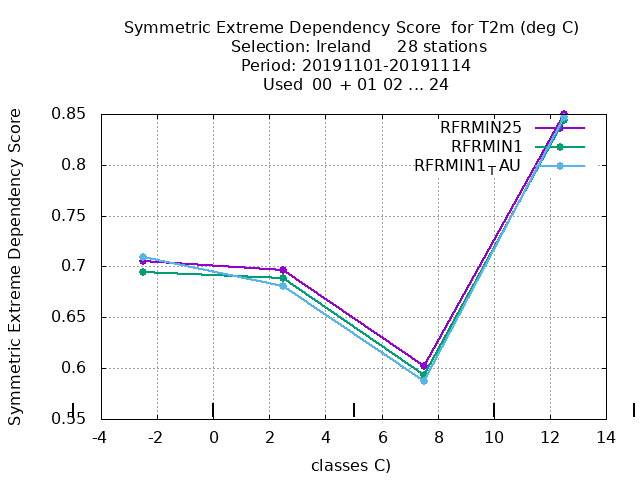 Symmetric Extreme Dependency Score for T2m (deg C)
Selection: Ireland 28 stations
Period: 20191101-20191114
Used 00 + 01 02 ... 24
Symmetric Extreme Dependency Score
0.85
0.8
0.75
0.7
0.65
0.6
0.55
RFRMIN25
RFRMIN1
RFRMIN1TAU
-4 -2 0 2 4 6 8 10 12 14
classes C)